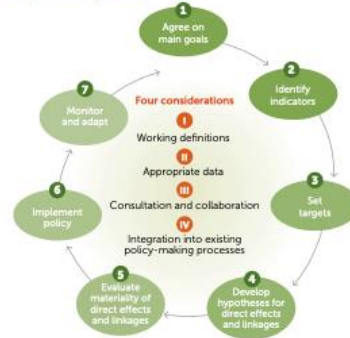 1
Agree on
main goals
2
Identify
indicators
3
Set
targets
4
Develop
hypotheses for
direct effects
and linkages
5
Evaluate
materiality of
direct effects
and linkages
6
Implement
policy
7
Monitor
and adapt
Four considerations
I
Working definitions
II
Appropriate data
III
Consultation and collaboration
IV
Integration into existing
policy-making processes